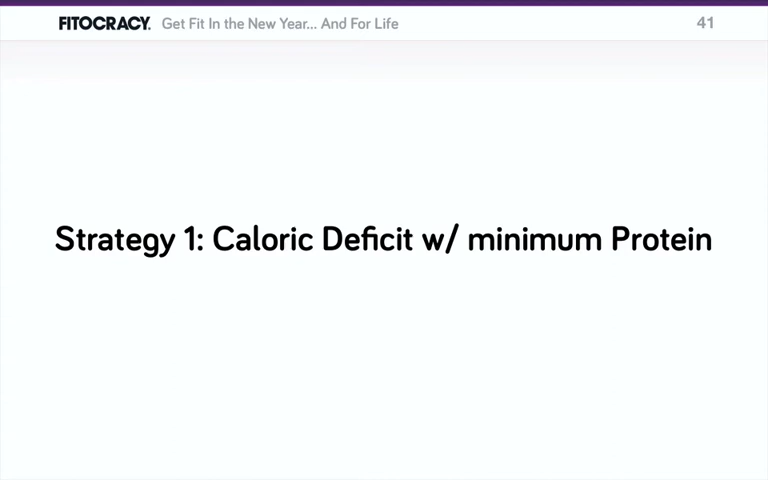 FITOCRACY. Get Fit In the New Year... And For Life 41
Strategy 1: Caloric Deficit w/ minimum Protein